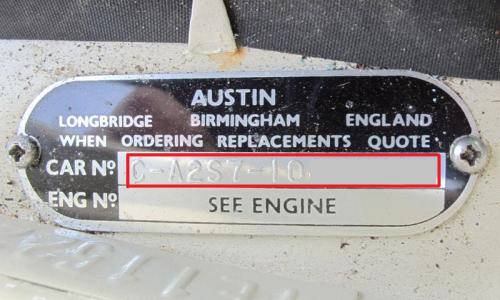 AUSTIN
LONGBRIDGE BIRMINGHAM ENGLAND
WHEN ORDERING REPLACEMENTS QUOTE
CAR Nº C-A2S7-10
ENG Nº SEE ENGINE